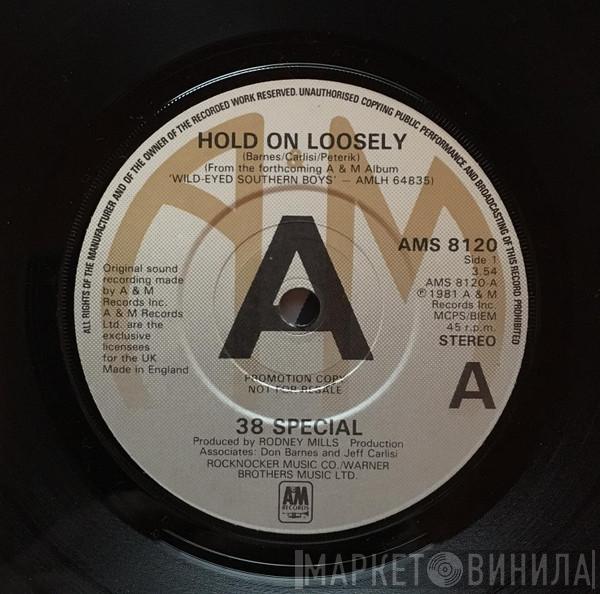 ALL RIGHTS OF THE MANUFACTURER AND OF THE OWNER OF THE RECORDED WORK RESERVED. UNAUTHORISED COPYING PUBLIC PERFORMANCE AND BROADCASTING OF THIS RECORD PROHIBITED
HOLD ON LOOSELY
(Barnes/Carlisi/Peterik)
(From the forthcoming A & M Album
'WILD-EYED SOUTHERN BOYS' – AMLH 64835)
A&M
AMS 8120
Side 1
3.54
AMS 8120-A
℗ 1981 A & M
Records Inc.
MCPS/BIEM
45 r.p.m.
STEREO
A
Original sound
recording made
by A & M
Records Inc.
A & M Records
Ltd. are the
exclusive
licensees
for the UK
Made in England
A
PROMOTION COPY
NOT FOR RESALE
38 SPECIAL
Produced by RODNEY MILLS Production
Associates: Don Barnes and Jeff Carlisi
ROCKNOCKER MUSIC CO./WARNER
BROTHERS MUSIC LTD.
A&M
RECORDS
МАРКЕТ ВИНИЛА